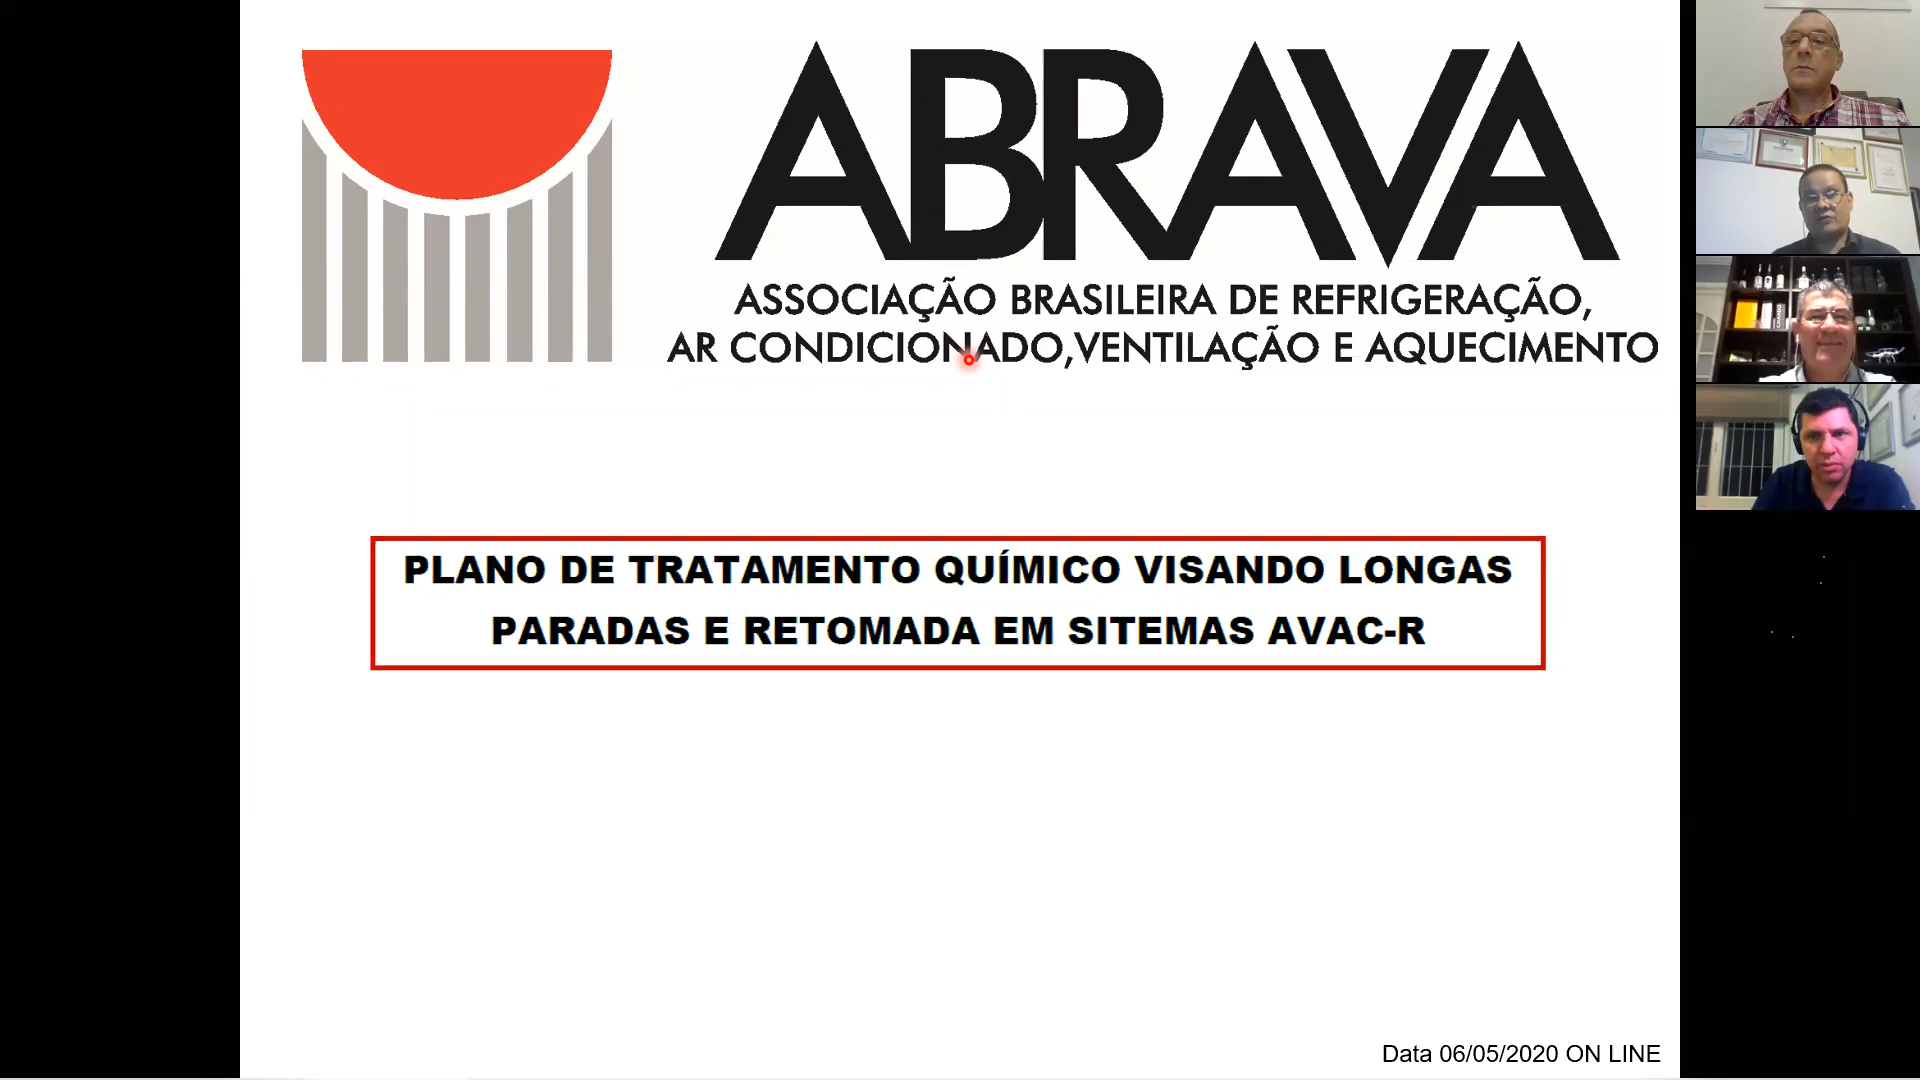 ABRAVA
ASSOCIAÇÃO BRASILEIRA DE REFRIGERAÇÃO,
AR CONDICIONADO,VENTILAÇÃO E AQUECIMENTO
PLANO DE TRATAMENTO QUÍMICO VISANDO LONGAS
PARADAS E RETOMADA EM SITEMAS AVAC-R
Data 06/05/2020 ON LINE